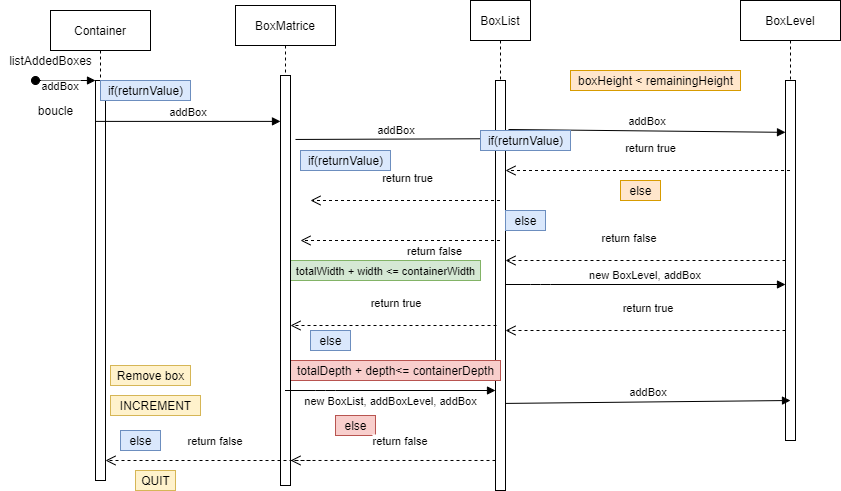 Container
BoxMatrice
BoxList
BoxLevel
listAddedBoxes
addBox
if(returnValue)
boucle
addBox
boxHeight < remainingHeight
addBox
if(returnValue)
addBox
return true
if(returnValue)
return true
else
else
return false
return false
totalWidth + width <= containerWidth
new BoxLevel, addBox
return true
return true
else
totalDepth + depth<= containerDepth
Remove box
new BoxList, addBoxLevel, addBox
addBox
INCREMENT
else
else
return false
return false
QUIT